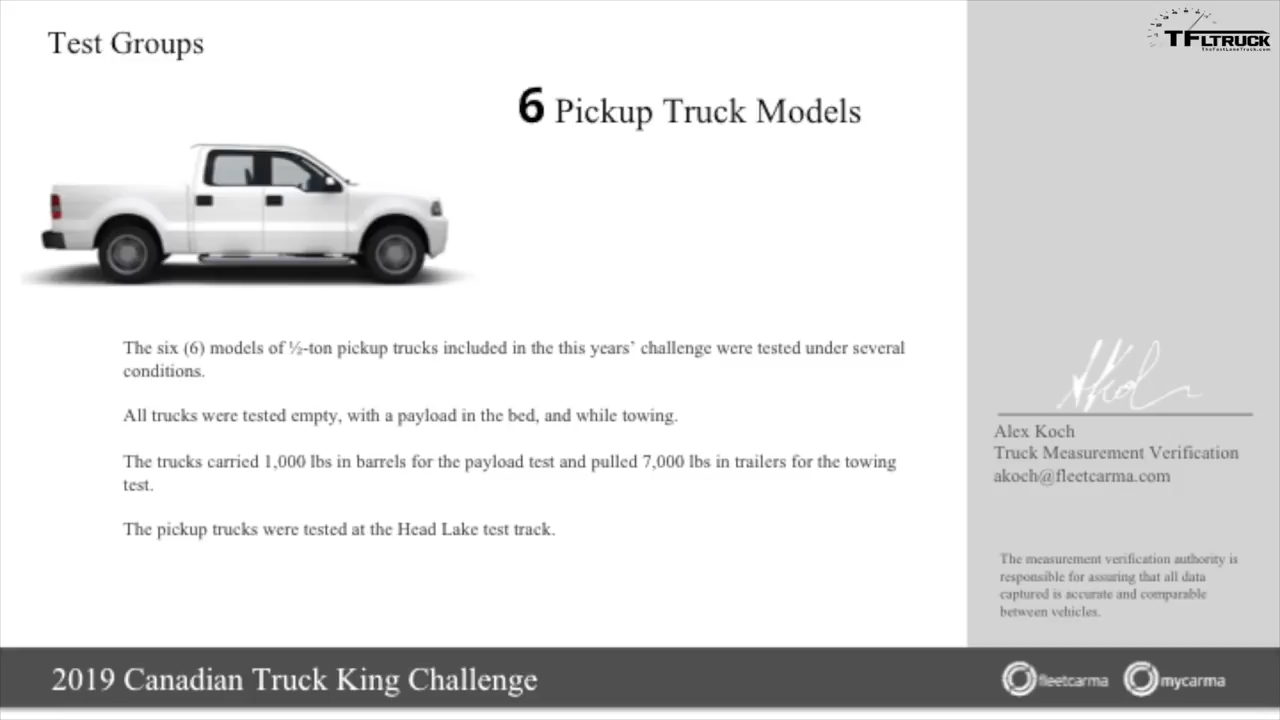 Test Groups
TFLTRUCK
TheFastLaneTruck.com
6 Pickup Truck Models
The six (6) models of ½-ton pickup trucks included in the this years’ challenge were tested under several
conditions.
All trucks were tested empty, with a payload in the bed, and while towing.
The trucks carried 1,000 lbs in barrels for the payload test and pulled 7,000 lbs in trailers for the towing
test.
The pickup trucks were tested at the Head Lake test track.
AKoch
Alex Koch
Truck Measurement Verification
akoch@fleetcarma.com
The measurement verification authority is
responsible for assuring that all data
captured is accurate and comparable
between vehicles.
2019 Canadian Truck King Challenge
fleetcarma
mycarma